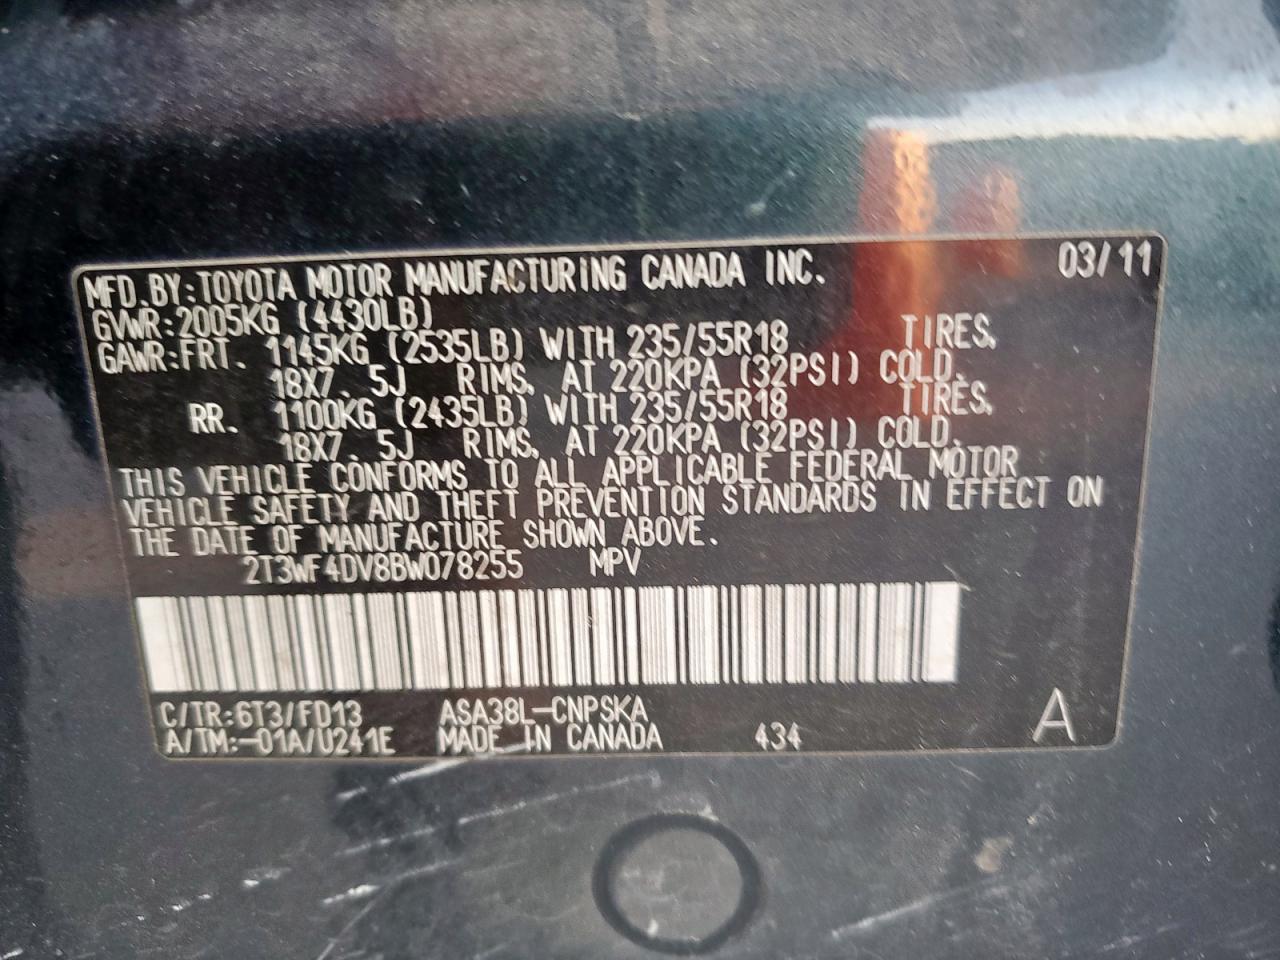 MFD.BY:TOYOTA MOTOR MANUFACTURING CANADA INC. 03/11
GVWR:2005KG (4430LB)
GAWR:FRT. 1145KG (2535LB) WITH 235/55R18 TIRES,
18X7.5J RIMS, AT 220KPA (32PSI) COLD.
RR. 1100KG (2435LB) WITH 235/55R18 TIRES,
18X7.5J RIMS, AT 220KPA (32PSI) COLD.
THIS VEHICLE CONFORMS TO ALL APPLICABLE FEDERAL MOTOR
VEHICLE SAFETY AND THEFT PREVENTION STANDARDS IN EFFECT ON
THE DATE OF MANUFACTURE SHOWN ABOVE.
2T3WF4DV8BW078255 MPV
C/TR:6T3/FD13 ASA38L-CNPSKA A
A/TM:-01A/U241E MADE IN CANADA 434